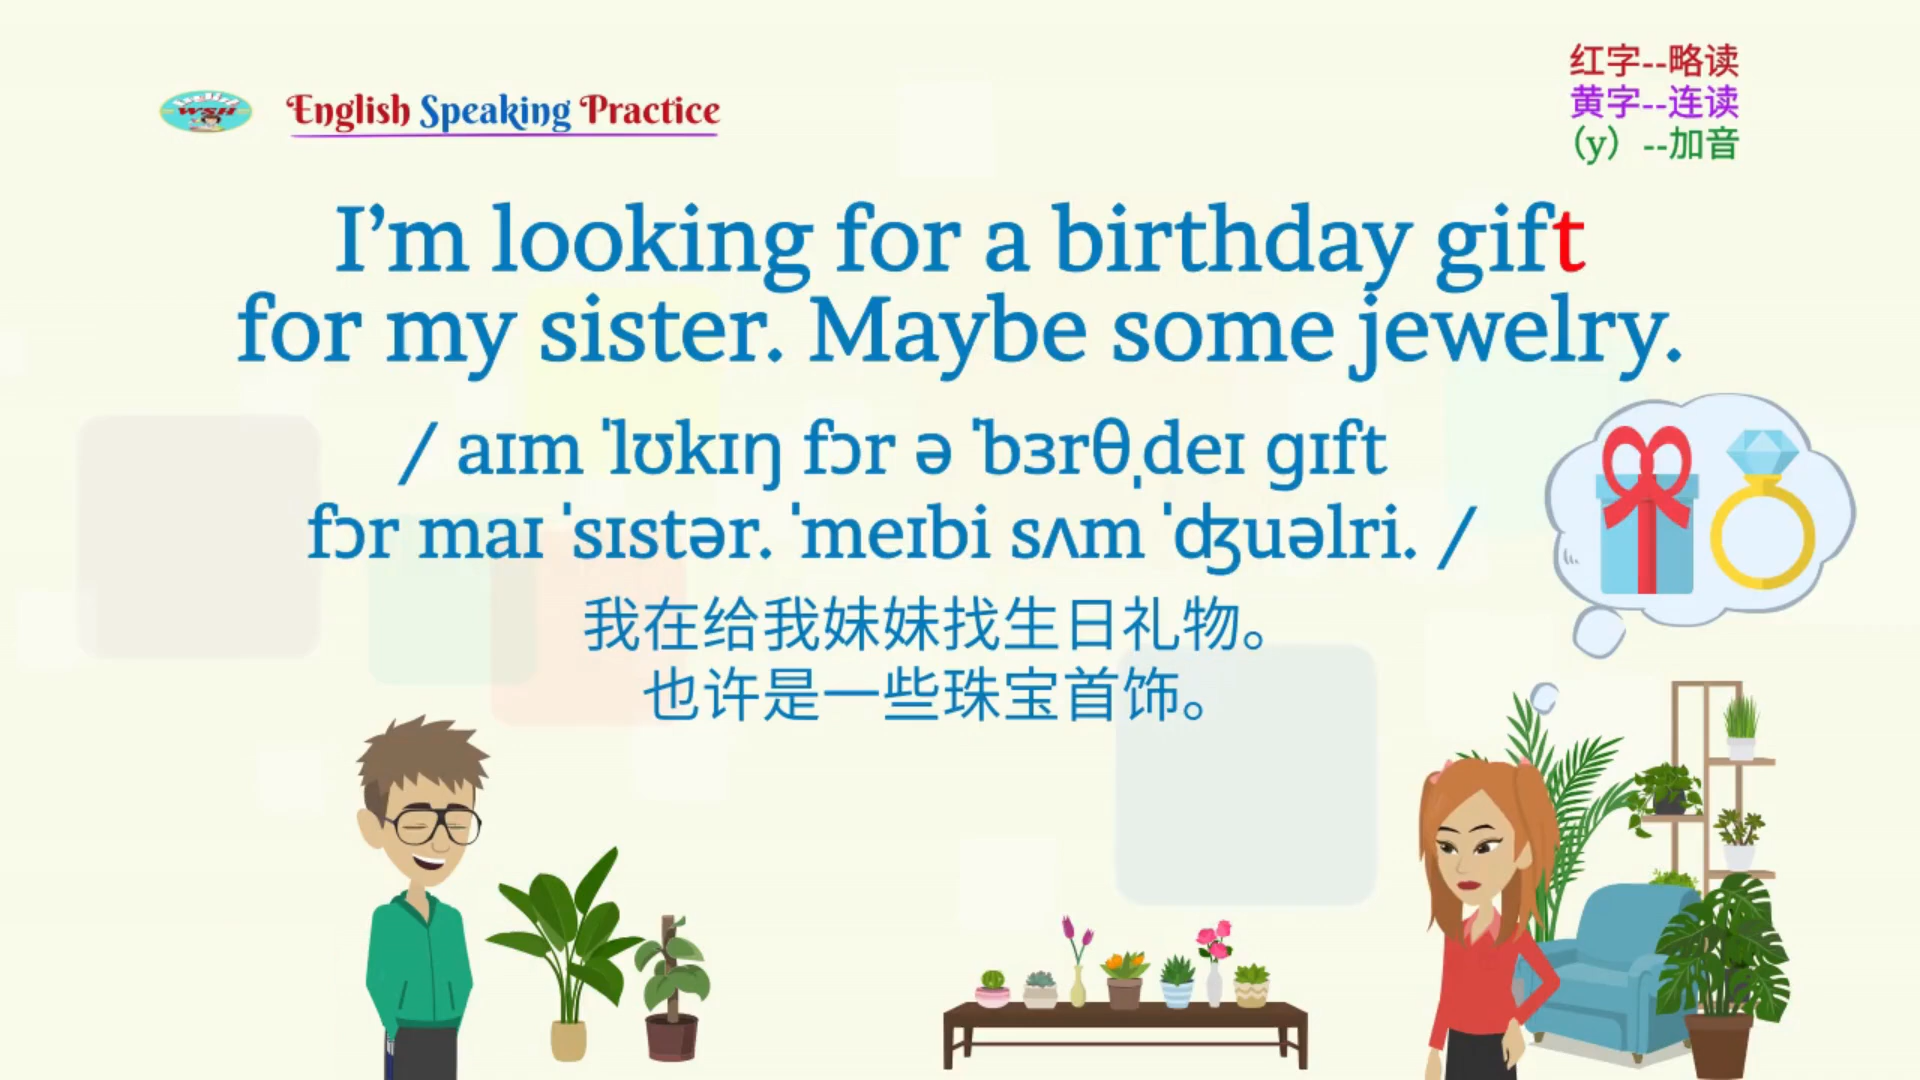 English Speaking Practice
红字--略读
黄字--连读
（y）--加音
I’m looking for a birthday gift
for my sister. Maybe some jewelry.
/ aɪm ˈlʊkɪŋ fɔr ə ˈbɜrθˌdeɪ gɪft
fɔr maɪ ˈsɪstər. ˈmeɪbi sʌm ˈʤuəlri. /
我在给我妹妹找生日礼物。
也许是一些珠宝首饰。